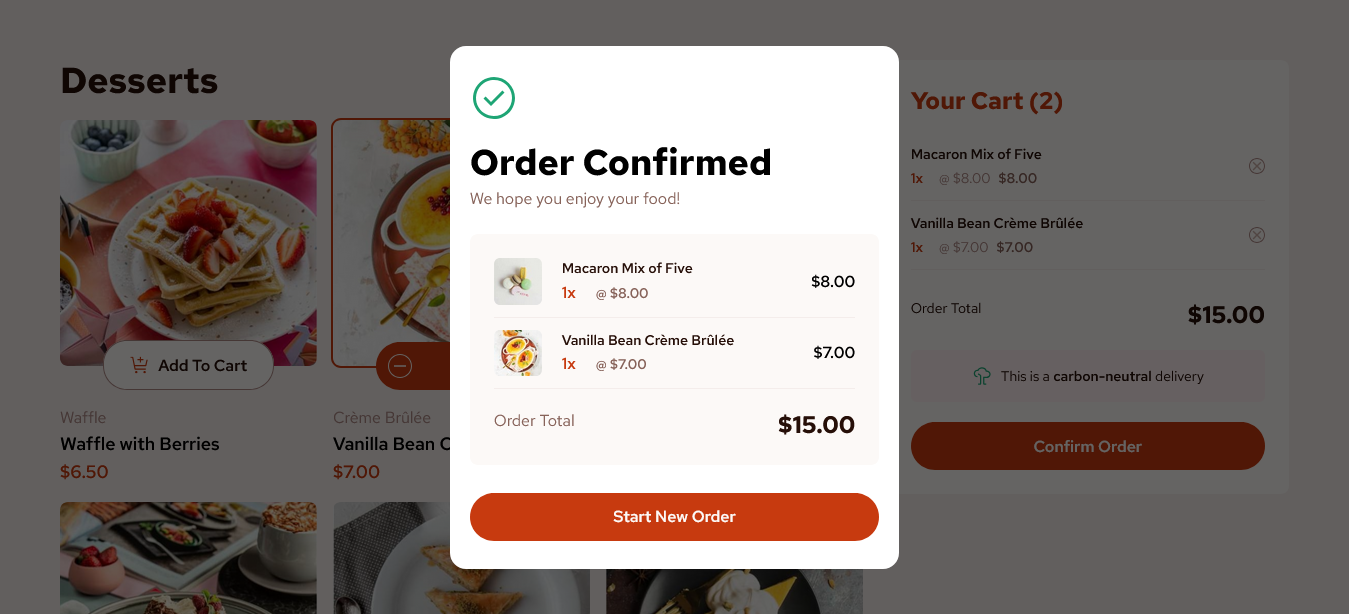 Desserts
Add To Cart
Waffle
Waffle with Berries
$6.50
Crème Brûlée
Vanilla Bean C
$7.00
Order Confirmed
We hope you enjoy your food!
Macaron Mix of Five
1x @ $8.00
$8.00
Vanilla Bean Crème Brûlée
1x @ $7.00
$7.00
Order Total
$15.00
Start New Order
Your Cart (2)
Macaron Mix of Five
1x @ $8.00 $8.00
Vanilla Bean Crème Brûlée
1x @ $7.00 $7.00
Order Total
$15.00
This is a carbon-neutral delivery
Confirm Order